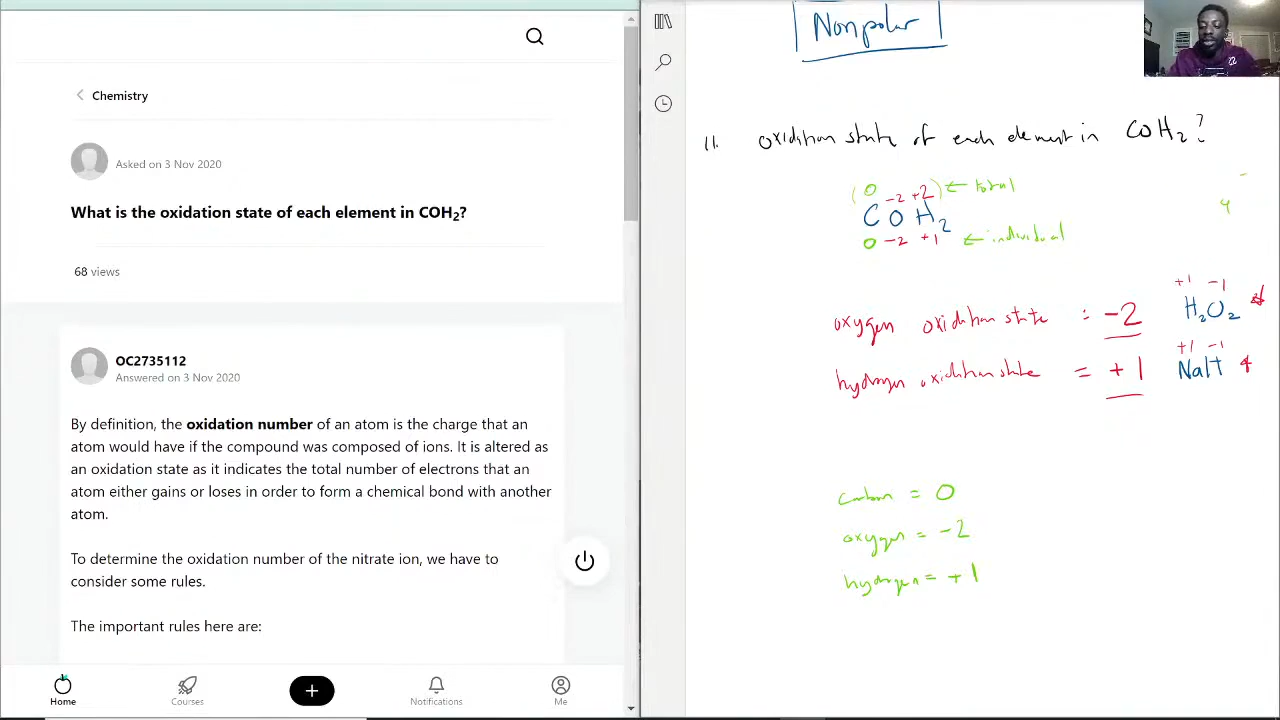 Chemistry
Asked on 3 Nov 2020
What is the oxidation state of each element in COH₂?
68 views
OC2735112
Answered on 3 Nov 2020
By definition, the oxidation number of an atom is the charge that an
atom would have if the compound was composed of ions. It is altered as
an oxidation state as it indicates the total number of electrons that an
atom either gains or loses in order to form a chemical bond with another
atom.
To determine the oxidation number of the nitrate ion, we have to
consider some rules.
The important rules here are:
Home
Courses
Notifications
Me
Nonpolar
11. oxidation state of each element in COH₂?
(0 -2 +2) ← total
C O H₂
0 -2 +1 ← individual
+1 -1
H₂O₂
oxygen oxidation state = -2
+1 -1
NaH
hydrogen oxidation state = +1
carbon = 0
oxygen = -2
hydrogen = +1